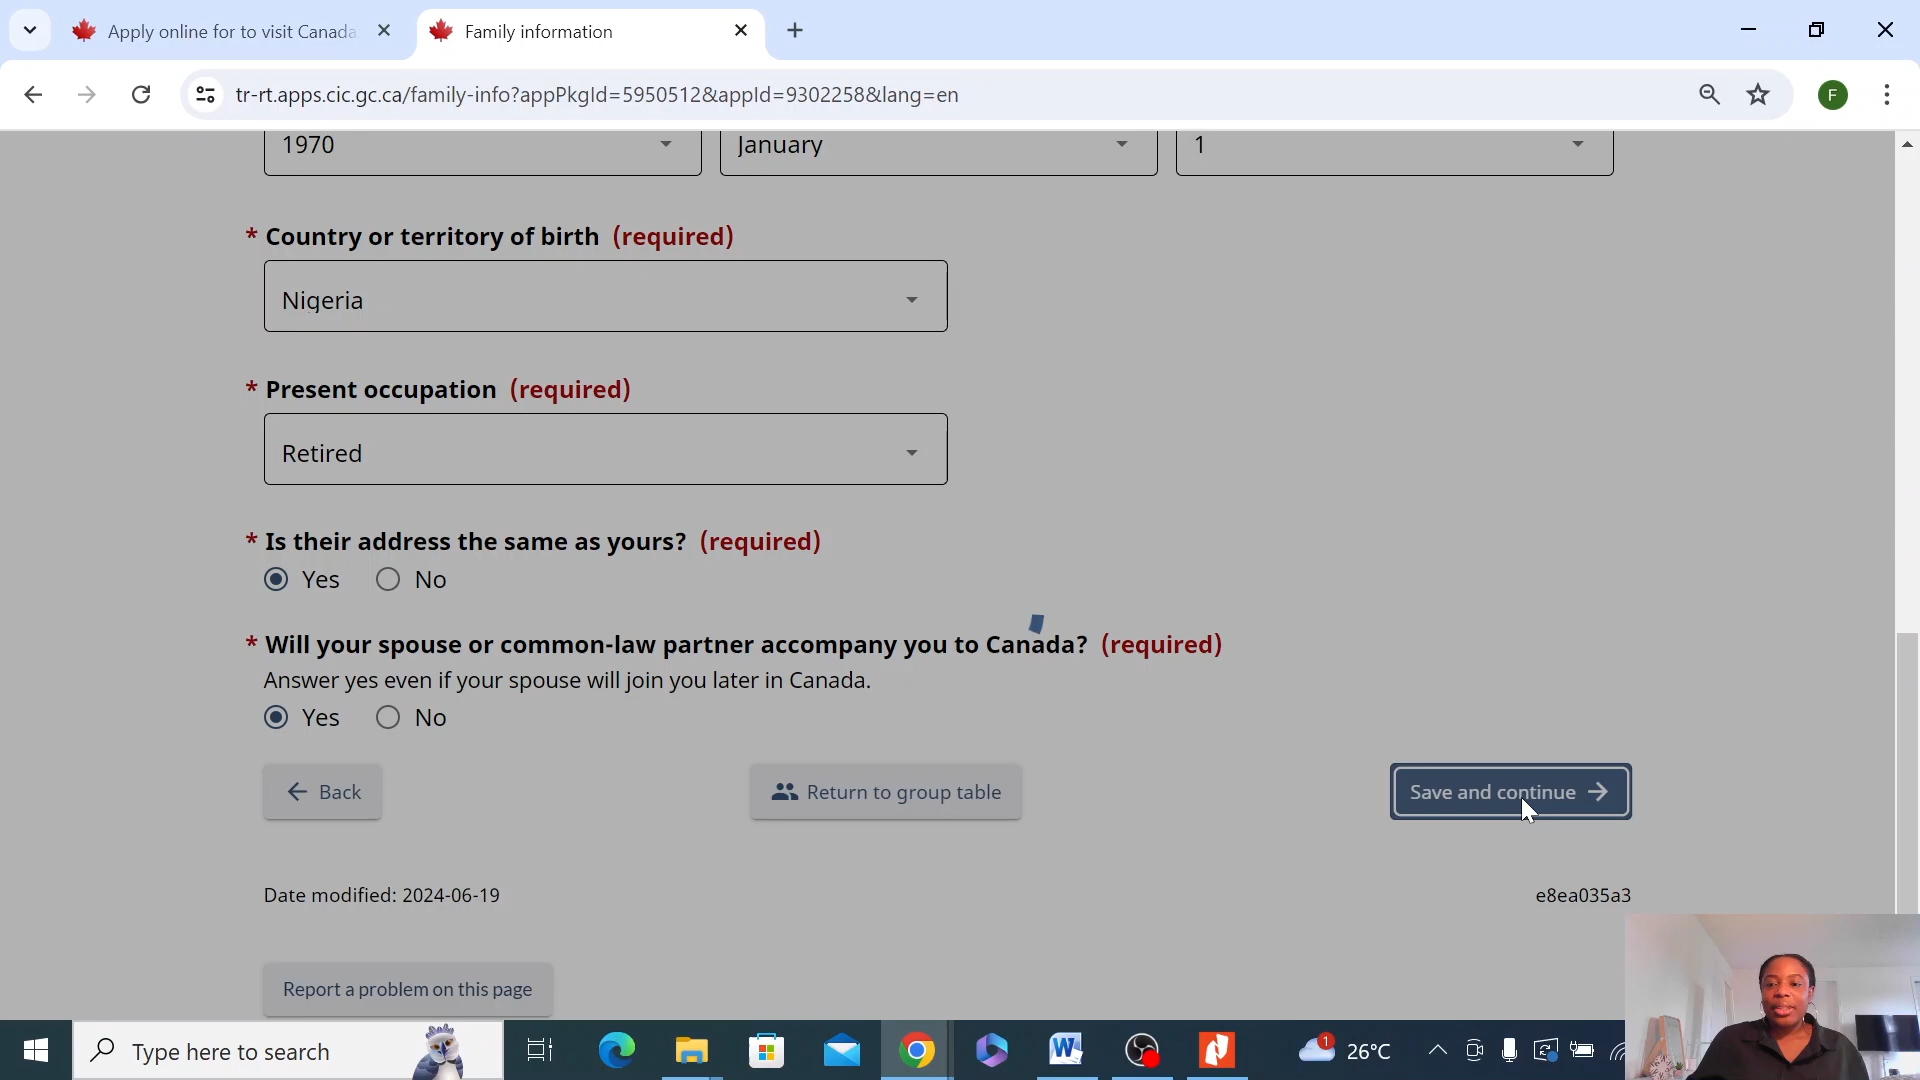 Apply online for to visit Canada
Family information
tr-rt.apps.cic.gc.ca/family-info?appPkgId=5950512&appId=9302258&lang=en
F
1970 January 1
* Country or territory of birth (required)
Nigeria
* Present occupation (required)
Retired
* Is their address the same as yours? (required)
Yes No
* Will your spouse or common-law partner accompany you to Canada? (required)
Answer yes even if your spouse will join you later in Canada.
Yes No
Back Return to group table Save and continue
Date modified: 2024-06-19 e8ea035a3
Report a problem on this page
Type here to search W 1 26°C